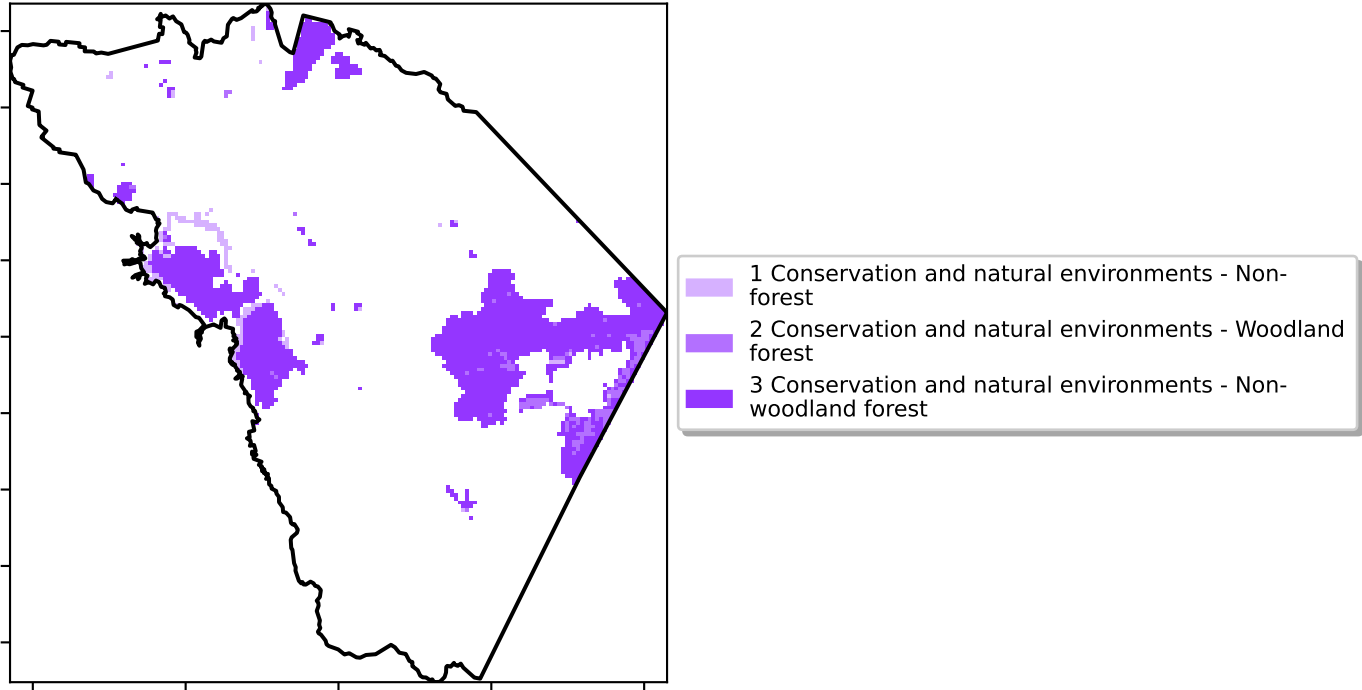 1 Conservation and natural environments - Non-
forest
2 Conservation and natural environments - Woodland
forest
3 Conservation and natural environments - Non-
woodland forest